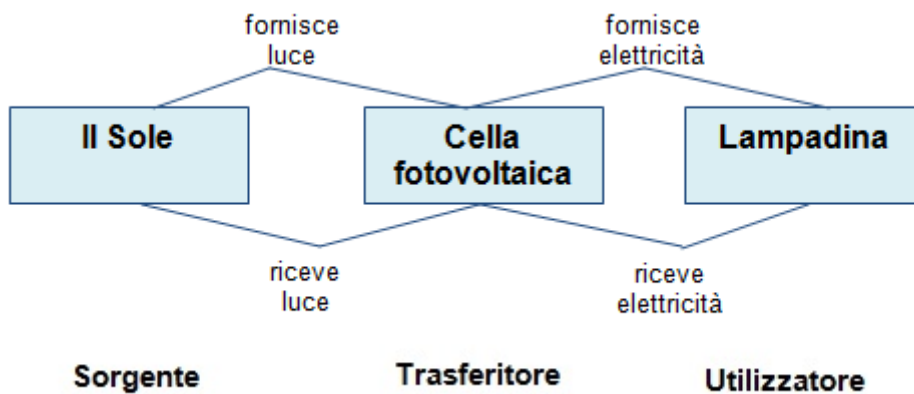 fornisce
luce
fornisce
elettricità
Il Sole
Cella
fotovoltaica
Lampadina
riceve
luce
riceve
elettricità
Sorgente
Trasferitore
Utilizzatore